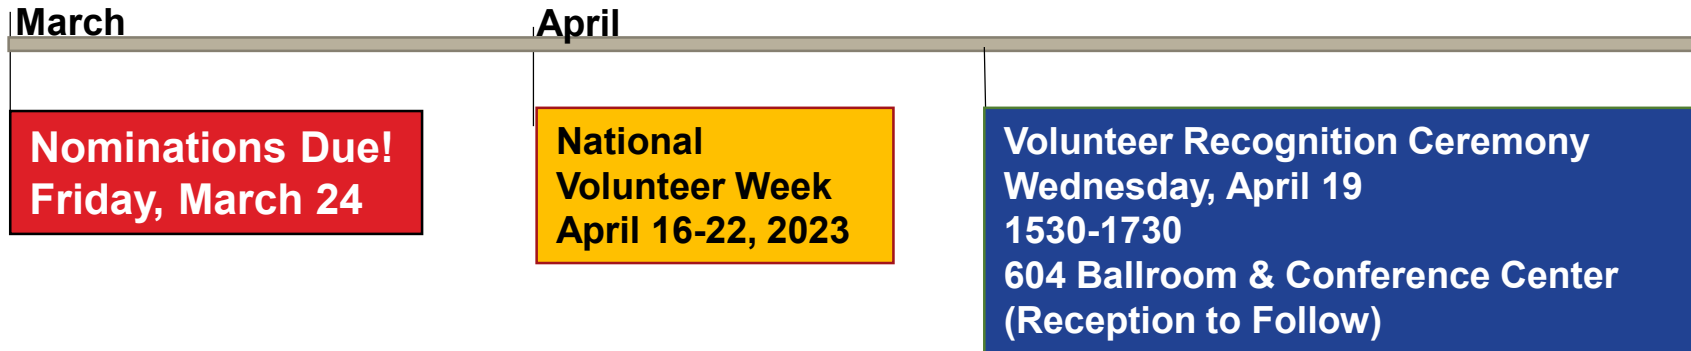 March
April
Nominations Due!
Friday, March 24
National
Volunteer Week
April 16-22, 2023
Volunteer Recognition Ceremony
Wednesday, April 19
1530-1730
604 Ballroom & Conference Center
(Reception to Follow)